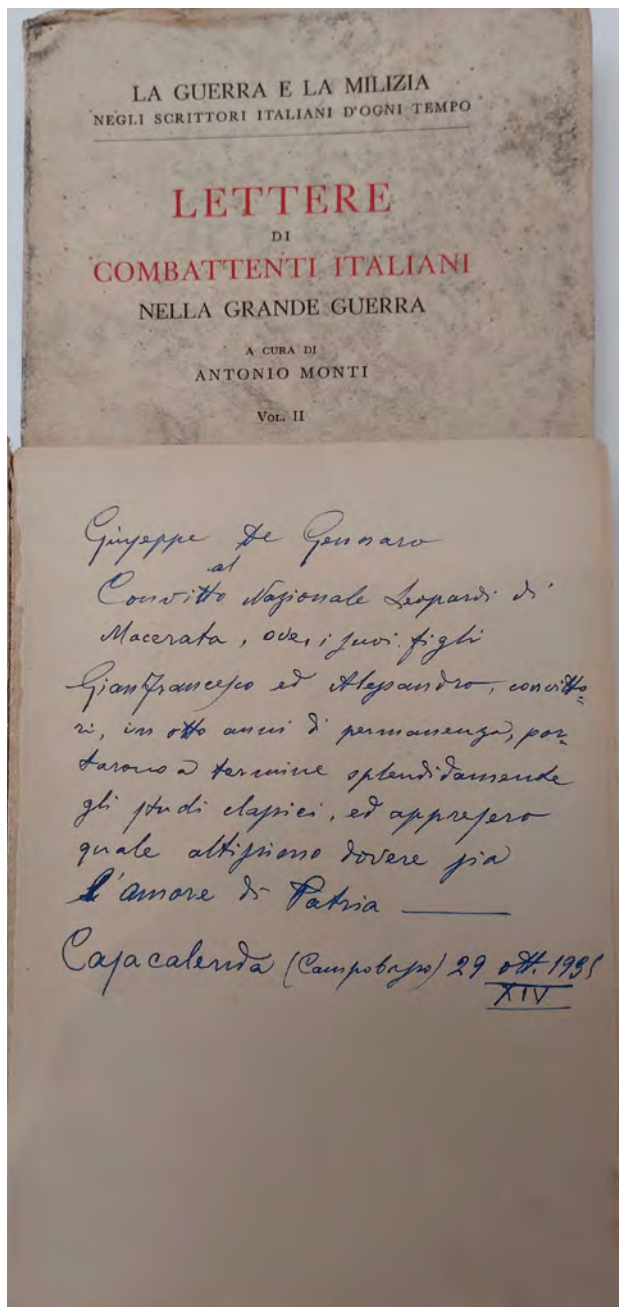 LA GUERRA E LA MILIZIA
NEGLI SCRITTORI ITALIANI D'OGNI TEMPO
LETTERE
DI
COMBATTENTI ITALIANI
NELLA GRANDE GUERRA
A CURA DI
ANTONIO MONTI
VOL. II
Giuseppe De Gennaro
al
Convitto Nazionale Leopardi di
Macerata, ove, i suoi figli
Gianfrancesco ed Alessandro, convitto=
ri, in otto anni di permanenza, por=
tarono a termine splendidamente
gli studi classici, ed appresero
quale altissimo dovere sia
l'amore di Patria
Casacalenda (Campobasso) 29 ott. 1935
XIV